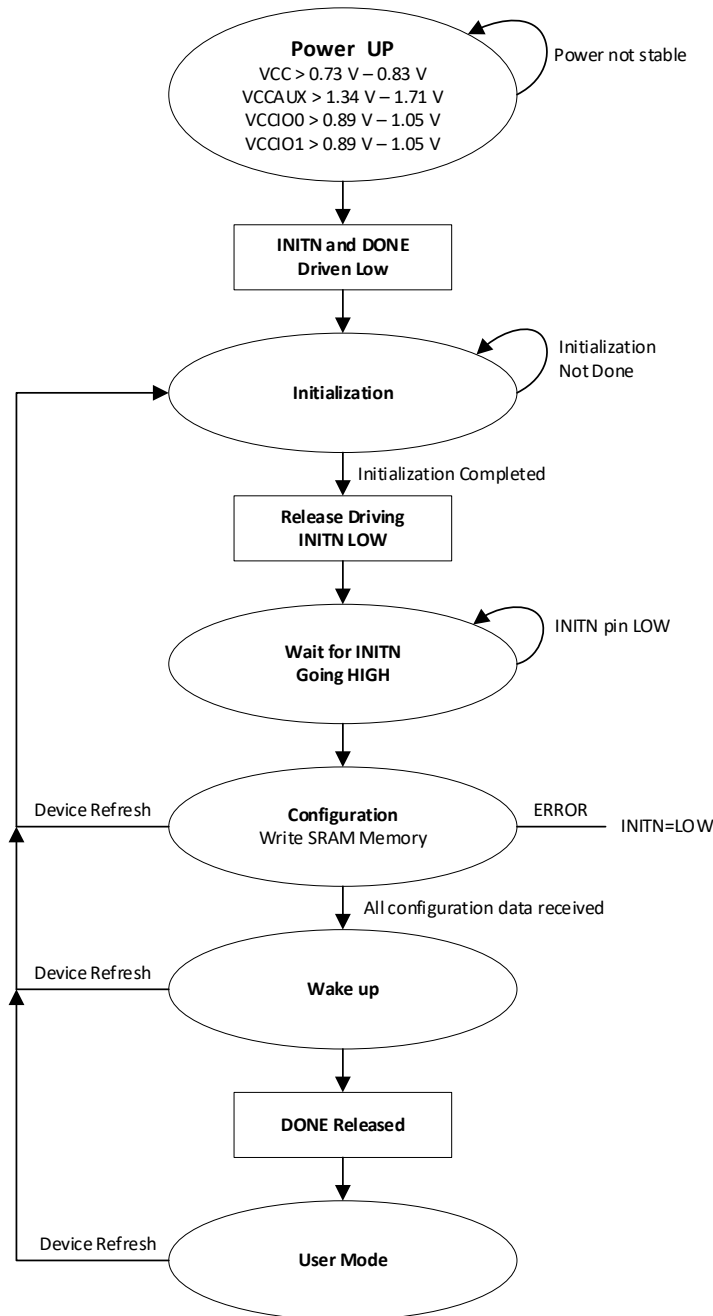 Power UP
VCC > 0.73 V – 0.83 V
VCCAUX > 1.34 V – 1.71 V
VCCIO0 > 0.89 V – 1.05 V
VCCIO1 > 0.89 V – 1.05 V
Power not stable
INITN and DONE
Driven Low
Initialization
Initialization
Not Done
Initialization Completed
Release Driving
INITN LOW
Wait for INITN
Going HIGH
INITN pin LOW
Device Refresh
Configuration
Write SRAM Memory
ERROR
INITN=LOW
All configuration data received
Device Refresh
Wake up
DONE Released
Device Refresh
User Mode